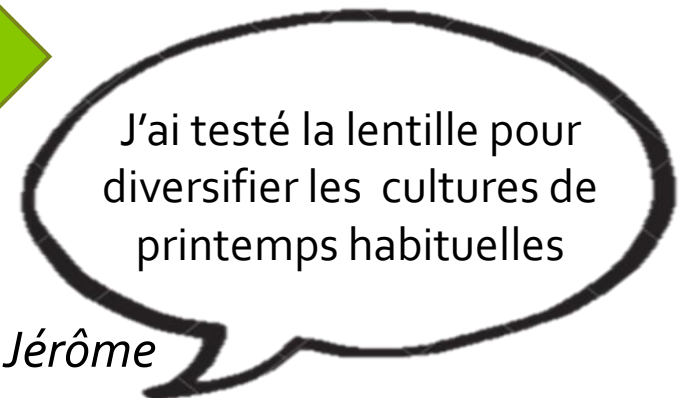 J'ai testé la lentille pour
diversifier les  cultures de
printemps habituelles
Jérôme